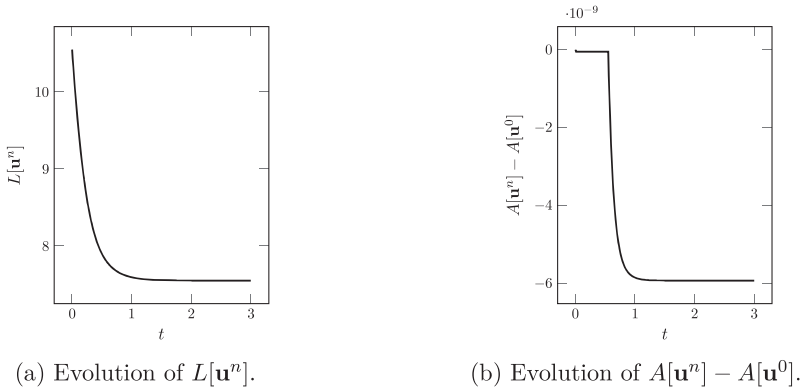 10
9
8
L[uⁿ]
0 1 2 3
t
(a) Evolution of L[uⁿ].
·10⁻⁹
0
−2
−4
−6
A[uⁿ] − A[u⁰]
0 1 2 3
t
(b) Evolution of A[uⁿ] − A[u⁰].